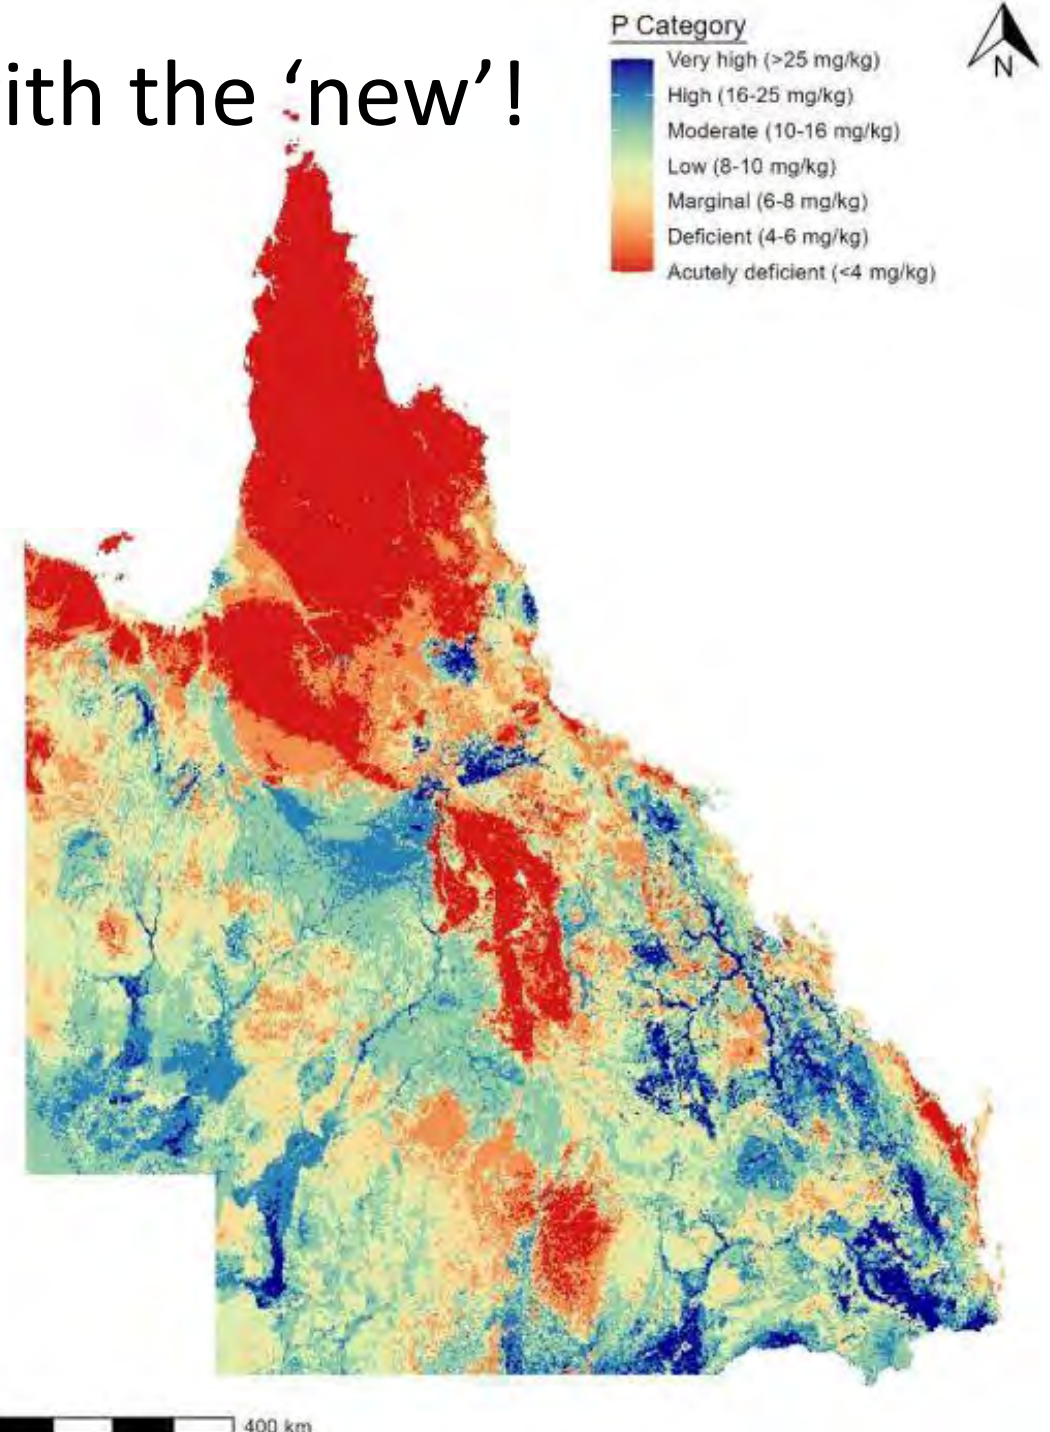 ith the ‘new’!
P Category
Very high (>25 mg/kg)
High (16-25 mg/kg)
Moderate (10-16 mg/kg)
Low (8-10 mg/kg)
Marginal (6-8 mg/kg)
Deficient (4-6 mg/kg)
Acutely deficient (<4 mg/kg)
N
400 km